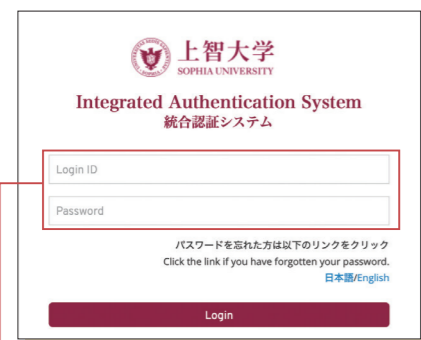 上智大学
SOPHIA UNIVERSITY
Integrated Authentication System
統合認証システム
Login ID
Password
パスワードを忘れた方は以下のリンクをクリック
Click the link if you have forgotten your password.
日本語/English
Login